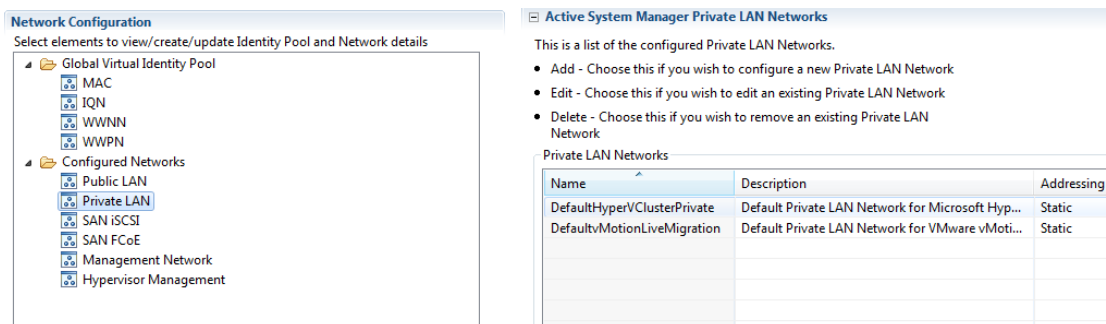 Network Configuration
Select elements to view/create/update Identity Pool and Network details
Global Virtual Identity Pool
MAC
IQN
WWNN
WWPN
Configured Networks
Public LAN
Private LAN
SAN iSCSI
SAN FCoE
Management Network
Hypervisor Management
Active System Manager Private LAN Networks
This is a list of the configured Private LAN Networks.
• Add - Choose this if you wish to configure a new Private LAN Network
• Edit - Choose this if you wish to edit an existing Private LAN Network
• Delete - Choose this if you wish to remove an existing Private LAN
Network
Private LAN Networks
Name Description Addressing
DefaultHyperVClusterPrivate Default Private LAN Network for Microsoft Hyp... Static
DefaultvMotionLiveMigration Default Private LAN Network for VMware vMoti... Static